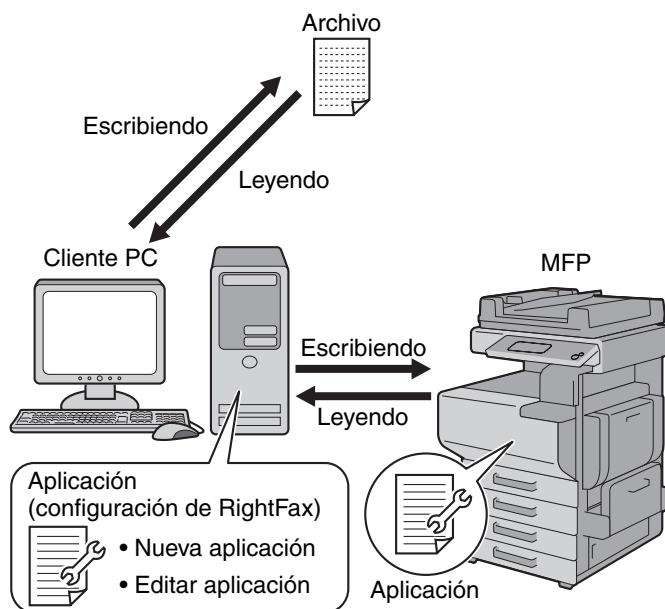 Archivo
Escribiendo
Leyendo
Cliente PC
MFP
Escribiendo
Leyendo
Aplicación
(configuración de RightFax)
• Nueva aplicación
• Editar aplicación
Aplicación